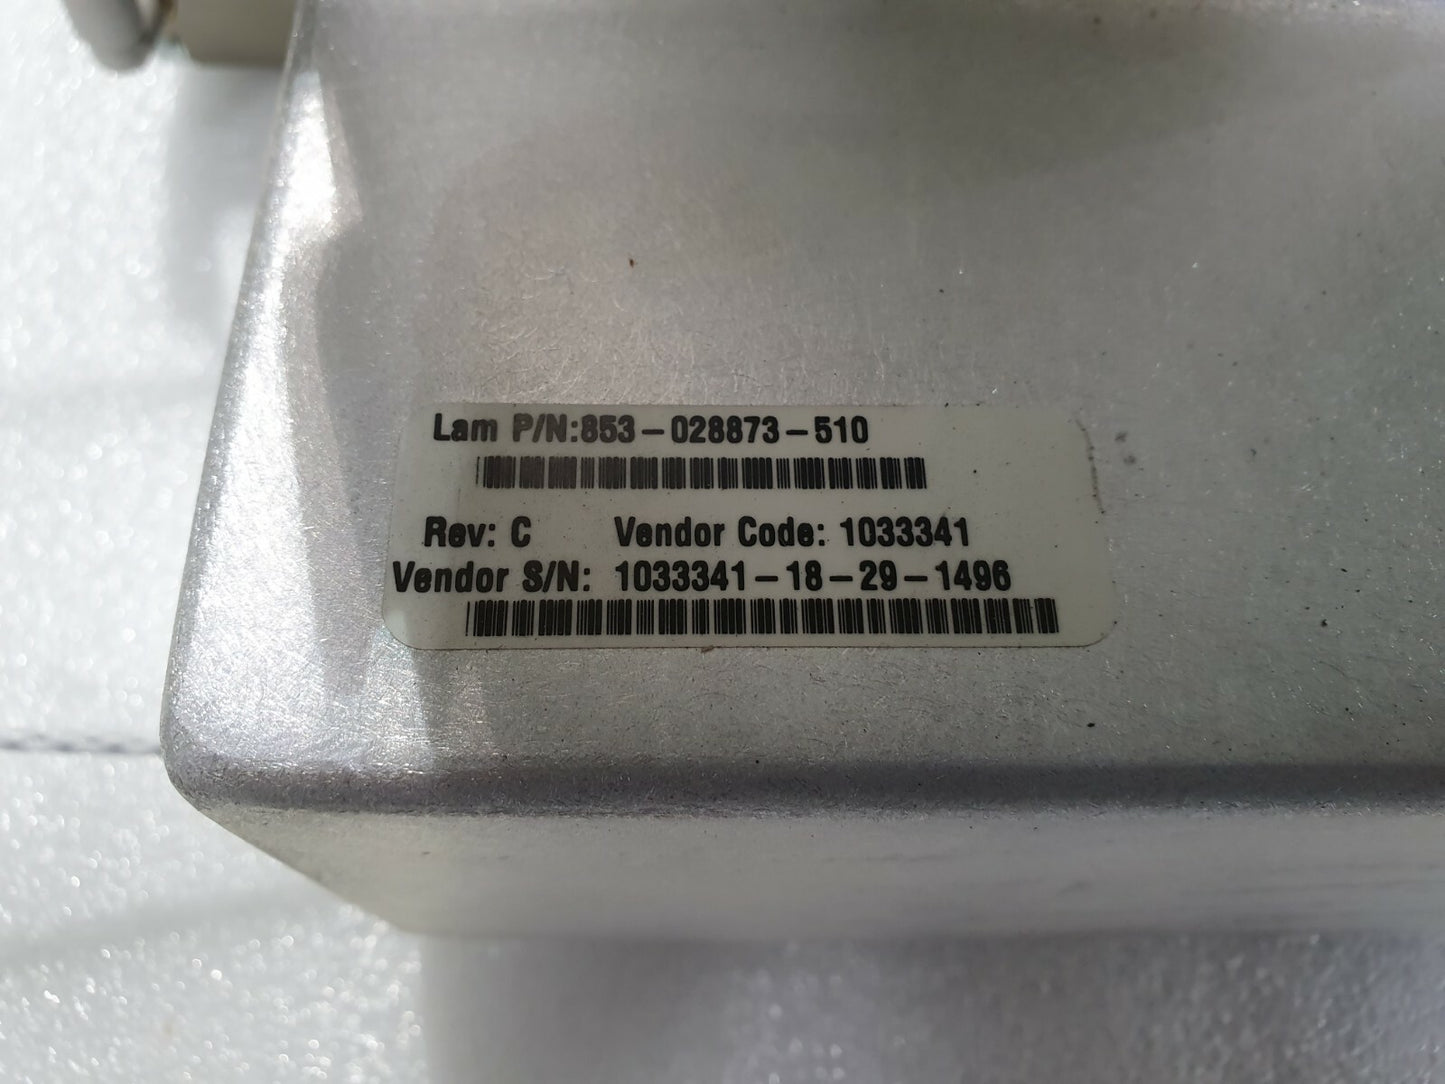 Lam P/N:853-028873-510
Rev: C Vendor Code: 1033341
Vendor S/N: 1033341-18-29-1496